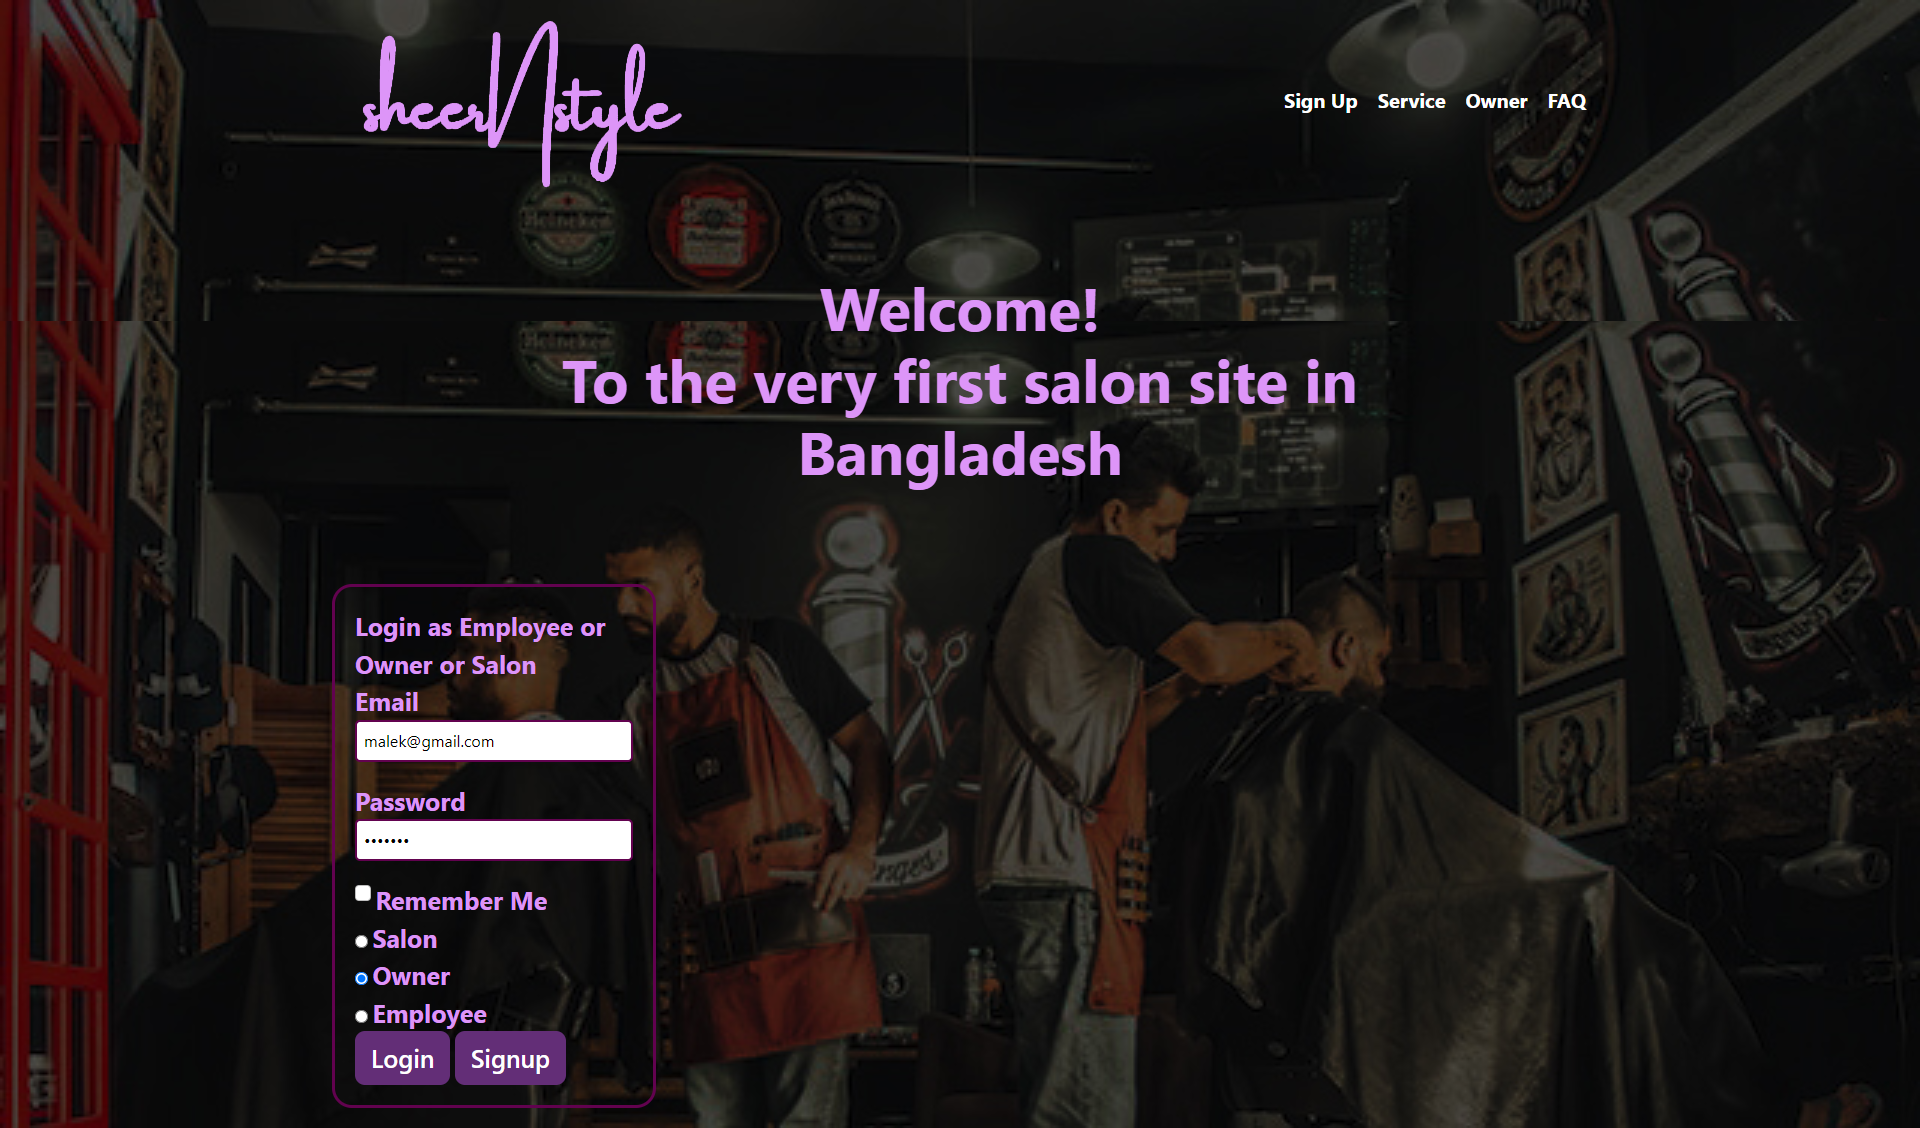 sheerNstyle
Sign Up Service Owner FAQ
Heineken
Welcome!
To the very first salon site in
Bangladesh
Login as Employee or
Owner or Salon
Email
malek@gmail.com
Password
•••••••
Remember Me
Salon
Owner
Employee
Login Signup